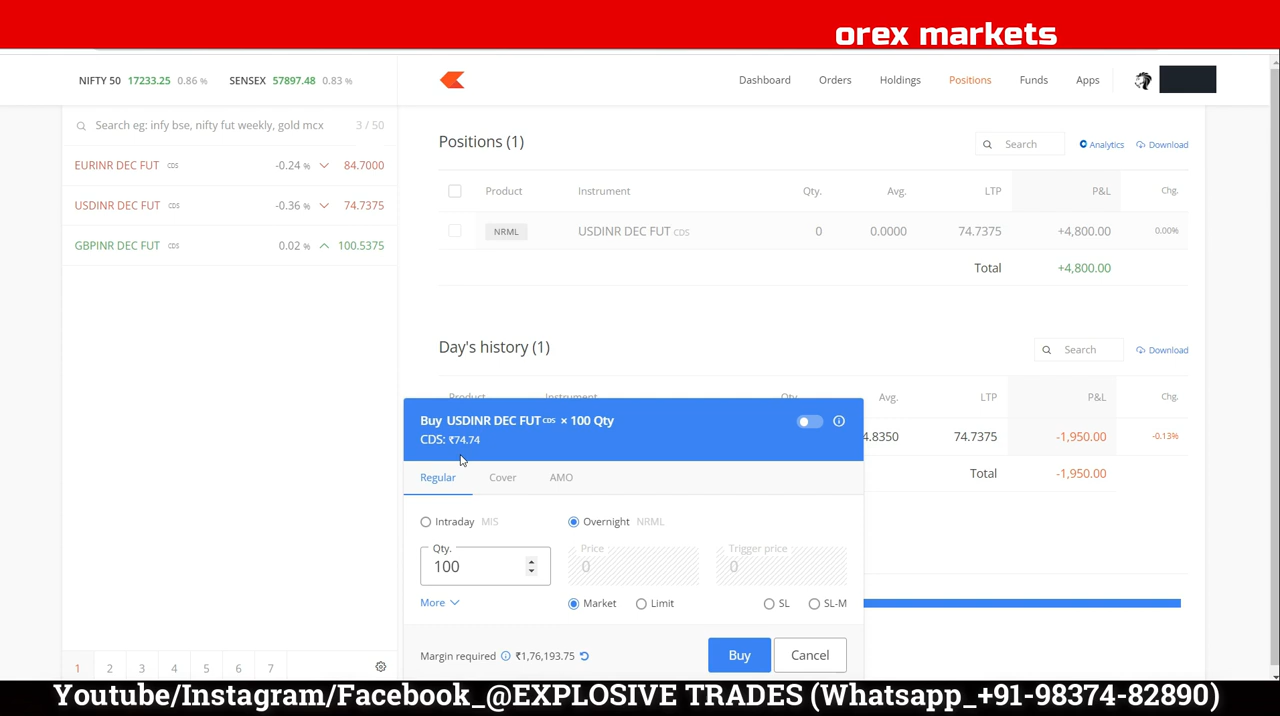 orex markets
NIFTY 50 17233.25 0.86 % SENSEX 57897.48 0.83 %
Dashboard Orders Holdings Positions Funds Apps
Search eg: infy bse, nifty fut weekly, gold mcx 3 / 50
EURINR DEC FUT CDS -0.24 % 84.7000
USDINR DEC FUT CDS -0.36 % 74.7375
GBPINR DEC FUT CDS 0.02 % 100.5375
Positions (1) Search Analytics Download
Product Instrument Qty. Avg. LTP P&L Chg.
NRML USDINR DEC FUT CDS 0 0.0000 74.7375 +4,800.00 0.00%
Total +4,800.00
Day's history (1) Search Download
Product Instrument Qty. Avg. LTP P&L Chg.
4.8350 74.7375 -1,950.00 -0.13%
Total -1,950.00
Buy USDINR DEC FUT CDS × 100 Qty
CDS: ₹74.74
Regular Cover AMO
Intraday MIS Overnight NRML
Qty. Price Trigger price
100 0 0
More Market Limit SL SL-M
Margin required ₹1,76,193.75 Buy Cancel
1 2 3 4 5 6 7
Youtube/Instagram/Facebook_@EXPLOSIVE TRADES (Whatsapp_+91-98374-82890)